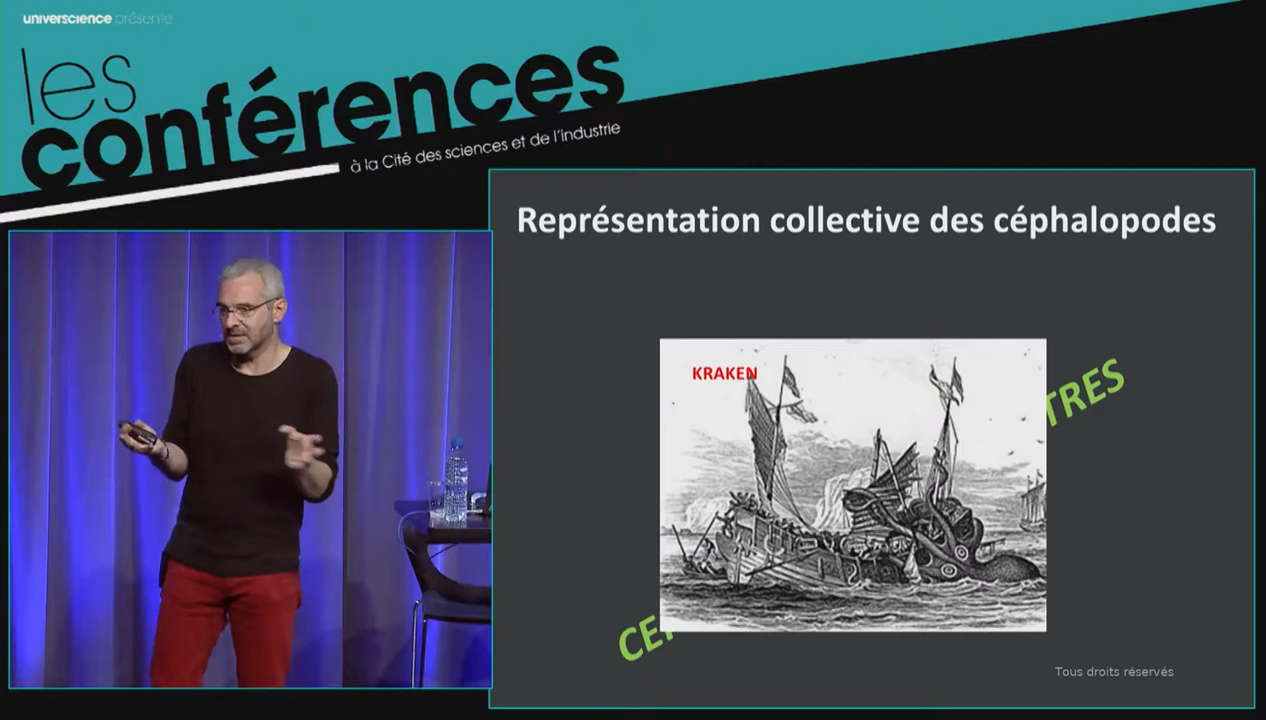 universcience présente
les
conférences
à la Cité des sciences et de l'industrie
Représentation collective des céphalopodes
KRAKEN
TRES
CE
Tous droits réservés